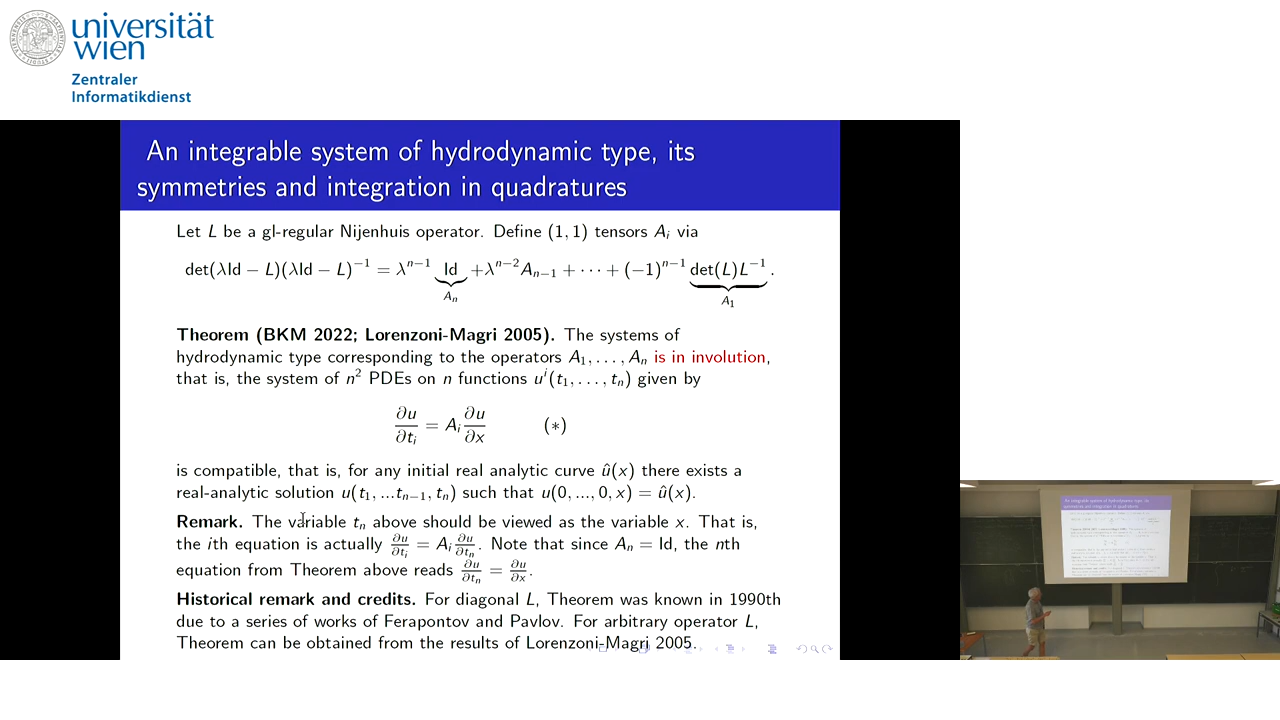 universität
wien
Zentraler
Informatikdienst
An integrable system of hydrodynamic type, its
symmetries and integration in quadratures
Let L be a gl-regular Nijenhuis operator. Define (1, 1) tensors A_i via
det(λId − L)(λId − L)^{−1} = λ^{n−1} Id + λ^{n−2}A_{n−1} + ⋯ + (−1)^{n−1} det(L)L^{−1} .
A_n A_1
Theorem (BKM 2022; Lorenzoni-Magri 2005). The systems of
hydrodynamic type corresponding to the operators A_1, . . . , A_n is in involution,
that is, the system of n^2 PDEs on n functions u^i(t_1, . . . , t_n) given by
∂u/∂t_i = A_i ∂u/∂x (∗)
is compatible, that is, for any initial real analytic curve û(x) there exists a
real-analytic solution u(t_1, ...t_{n−1}, t_n) such that u(0, ..., 0, x) = û(x).
Remark. The variable t_n above should be viewed as the variable x. That is,
the ith equation is actually ∂u/∂t_i = A_i ∂u/∂t_n. Note that since A_n = Id, the nth
equation from Theorem above reads ∂u/∂t_n = ∂u/∂x.
Historical remark and credits. For diagonal L, Theorem was known in 1990th
due to a series of works of Ferapontov and Pavlov. For arbitrary operator L,
Theorem can be obtained from the results of Lorenzoni-Magri 2005.